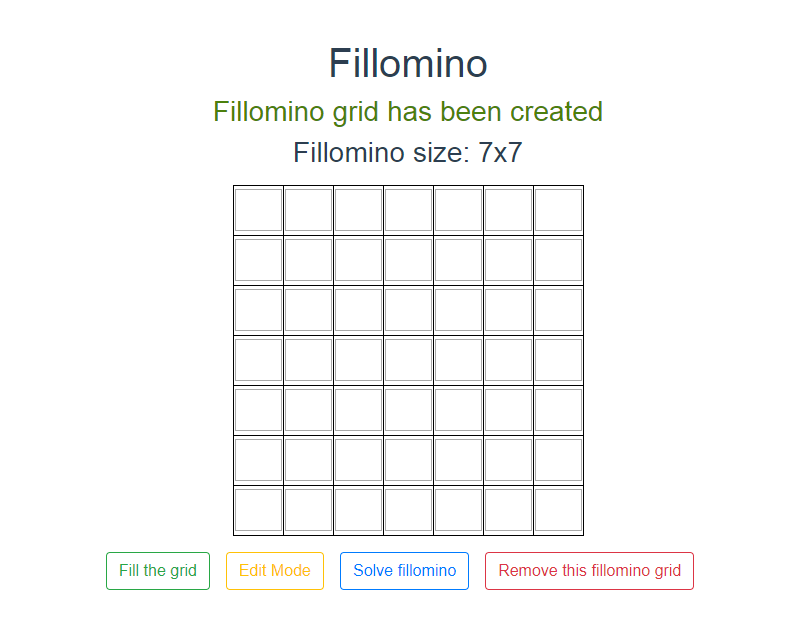 Fillomino
Fillomino grid has been created
Fillomino size: 7x7
Fill the grid
Edit Mode
Solve fillomino
Remove this fillomino grid